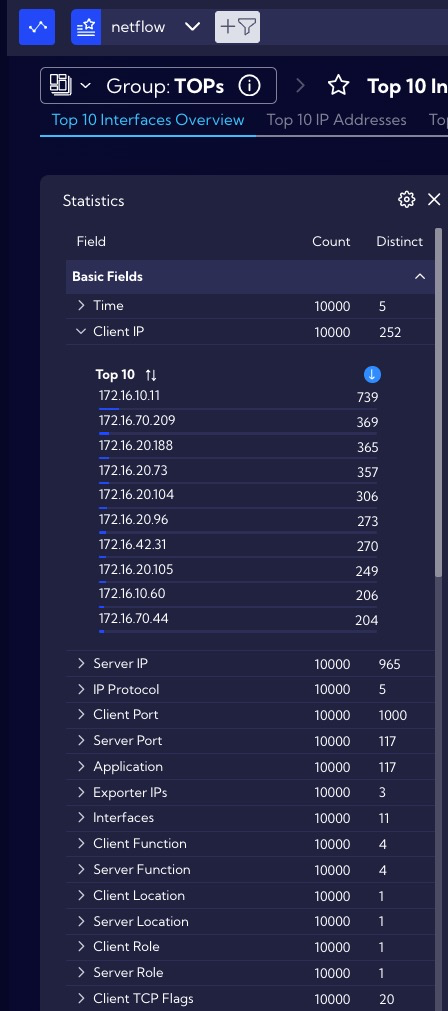 netflow
Group: TOPs
Top 10 In
Top 10 Interfaces Overview Top 10 IP Addresses To
Statistics
Field Count Distinct
Basic Fields
Time 10000 5
Client IP 10000 252
Top 10
172.16.10.11 739
172.16.70.209 369
172.16.20.188 365
172.16.20.73 357
172.16.20.104 306
172.16.20.96 273
172.16.42.31 270
172.16.20.105 249
172.16.10.60 206
172.16.70.44 204
Server IP 10000 965
IP Protocol 10000 5
Client Port 10000 1000
Server Port 10000 117
Application 10000 117
Exporter IPs 10000 3
Interfaces 10000 11
Client Function 10000 4
Server Function 10000 4
Client Location 10000 1
Server Location 10000 1
Client Role 10000 1
Server Role 10000 1
Client TCP Flags 10000 20